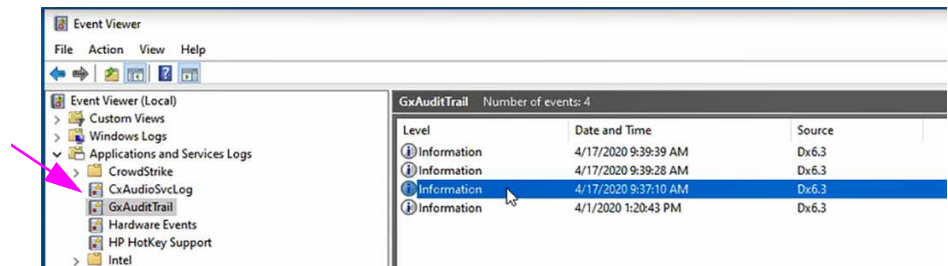 Event Viewer
File Action View Help
Event Viewer (Local)
Custom Views
Windows Logs
Applications and Services Logs
CrowdStrike
CxAudioSvcLog
GxAuditTrail
Hardware Events
HP HotKey Support
Intel
GxAuditTrail Number of events: 4
Level Date and Time Source
Information 4/17/2020 9:39:39 AM Dx6.3
Information 4/17/2020 9:39:28 AM Dx6.3
Information 4/17/2020 9:37:10 AM Dx6.3
Information 4/1/2020 1:20:43 PM Dx6.3